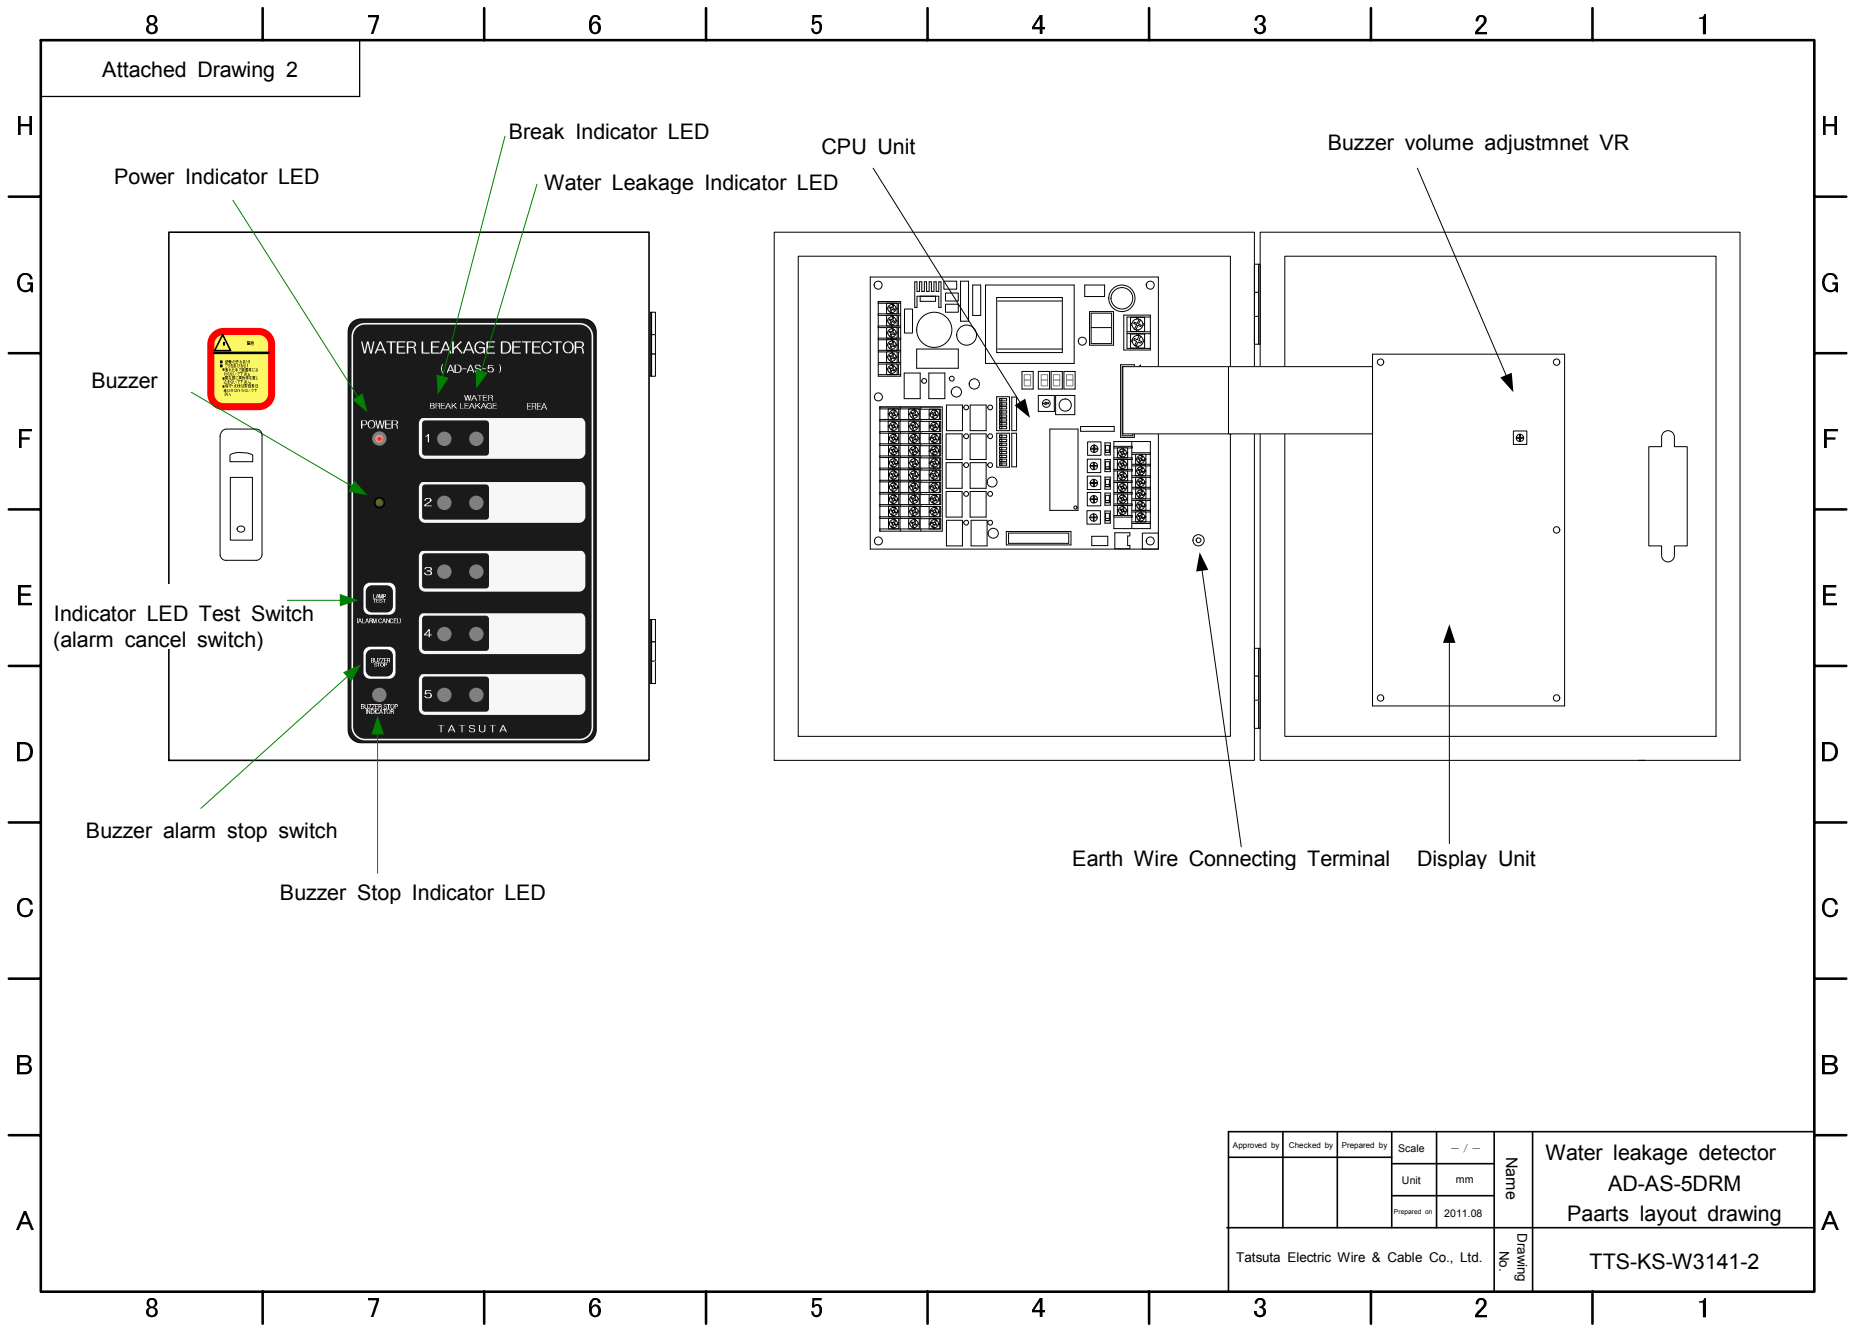 8 7 6 5 4 3 2 1
Attached Drawing 2
H H
Break Indicator LED
CPU Unit
Buzzer volume adjustmnet VR
Power Indicator LED
Water Leakage Indicator LED
G G
WATER LEAKAGE DETECTOR
( AD-AS-5 )
Buzzer
WATER
BREAK LEAKAGE EREA
POWER
F F
1
2
3
LAMP
TEST
E E
Indicator LED Test Switch
(alarm cancel switch)
(ALARM CANCEL)
4
BUZZER
STOP
5
BUZZER STOP
INDICATOR
TATSUTA
D D
Buzzer alarm stop switch
Earth Wire Connecting Terminal
Display Unit
Buzzer Stop Indicator LED
C C
B B
A A
Approved by Checked by Prepared by Scale － / －
Unit mm
Prepared on 2011.08
Name
Water leakage detector
AD-AS-5DRM
Paarts layout drawing
Tatsuta Electric Wire & Cable Co., Ltd.
Drawing
No.
TTS-KS-W3141-2
8 7 6 5 4 3 2 1